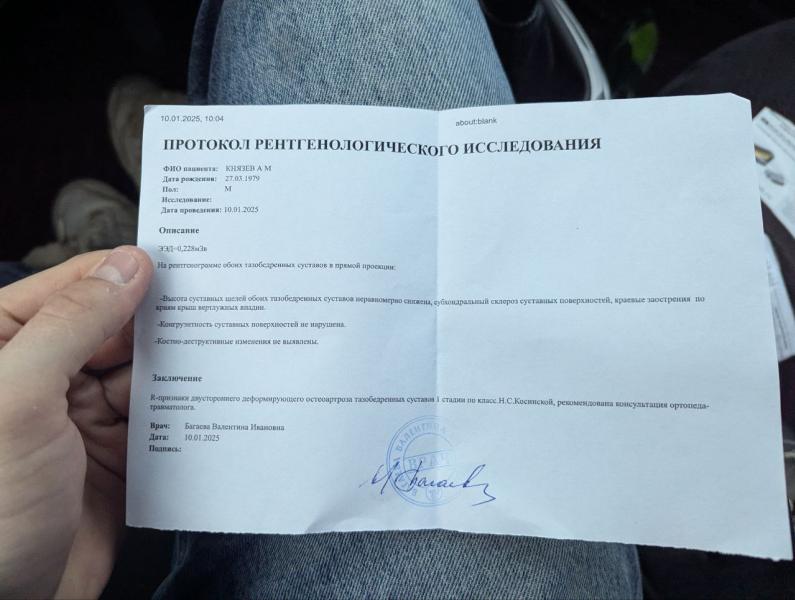 10.01.2025, 10:04
about:blank
ПРОТОКОЛ РЕНТГЕНОЛОГИЧЕСКОГО ИССЛЕДОВАНИЯ
ФИО пациента: КНЯЗЕВ А М
Дата рождения: 27.03.1979
Пол: М
Исследование:
Дата проведения: 10.01.2025
Описание
ЭЭД=0,228мЗв
На рентгенограмме обоих тазобедренных суставов в прямой проекции:
-Высота суставных щелей обоих тазобедренных суставов неравномерно снижена, субхондральный склероз суставных поверхностей, краевые заострения по
краям крыш вертлужных впадин.
-Конгруэтность суставных поверхностей не нарушена.
-Костно-деструктивные изменения не выявлены.
Заключение
R-признаки двустороннего деформирующего остеоартроза тазобедренных суставов 1 стадии по класс.Н.С.Косинской, рекомендована консультация ортопеда-
травматолога.
Врач: Багаева Валентина Ивановна
Дата: 10.01.2025
Подпись:
ВАЛЕНТИНА
ВРАЧ